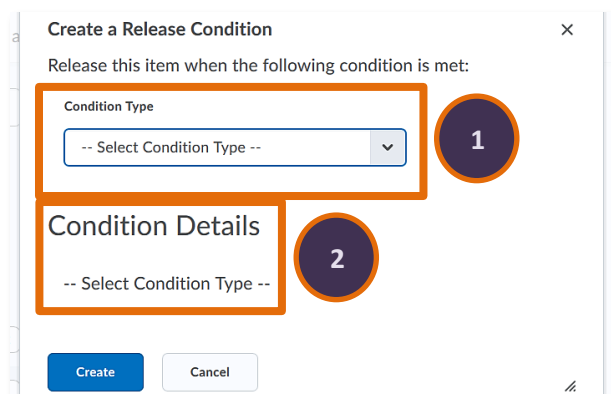 a
Create a Release Condition
Release this item when the following condition is met:
Condition Type
-- Select Condition Type --
1
Condition Details
2
-- Select Condition Type --
Create Cancel